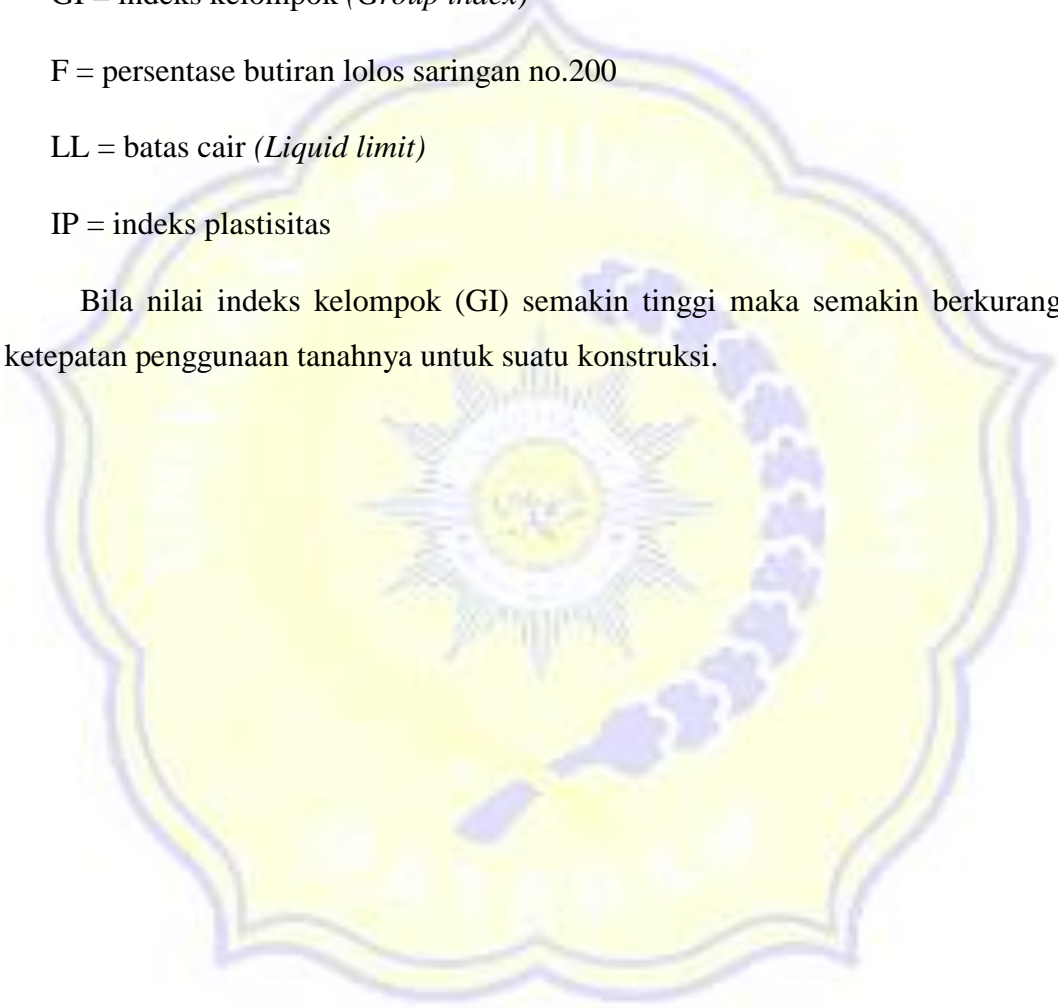 GI = indeks kelompok (Group index)
F = persentase butiran lolos saringan no.200
LL = batas cair (Liquid limit)
IP = indeks plastisitas
Bila nilai indeks kelompok (GI) semakin tinggi maka semakin berkurang
ketepatan penggunaan tanahnya untuk suatu konstruksi.